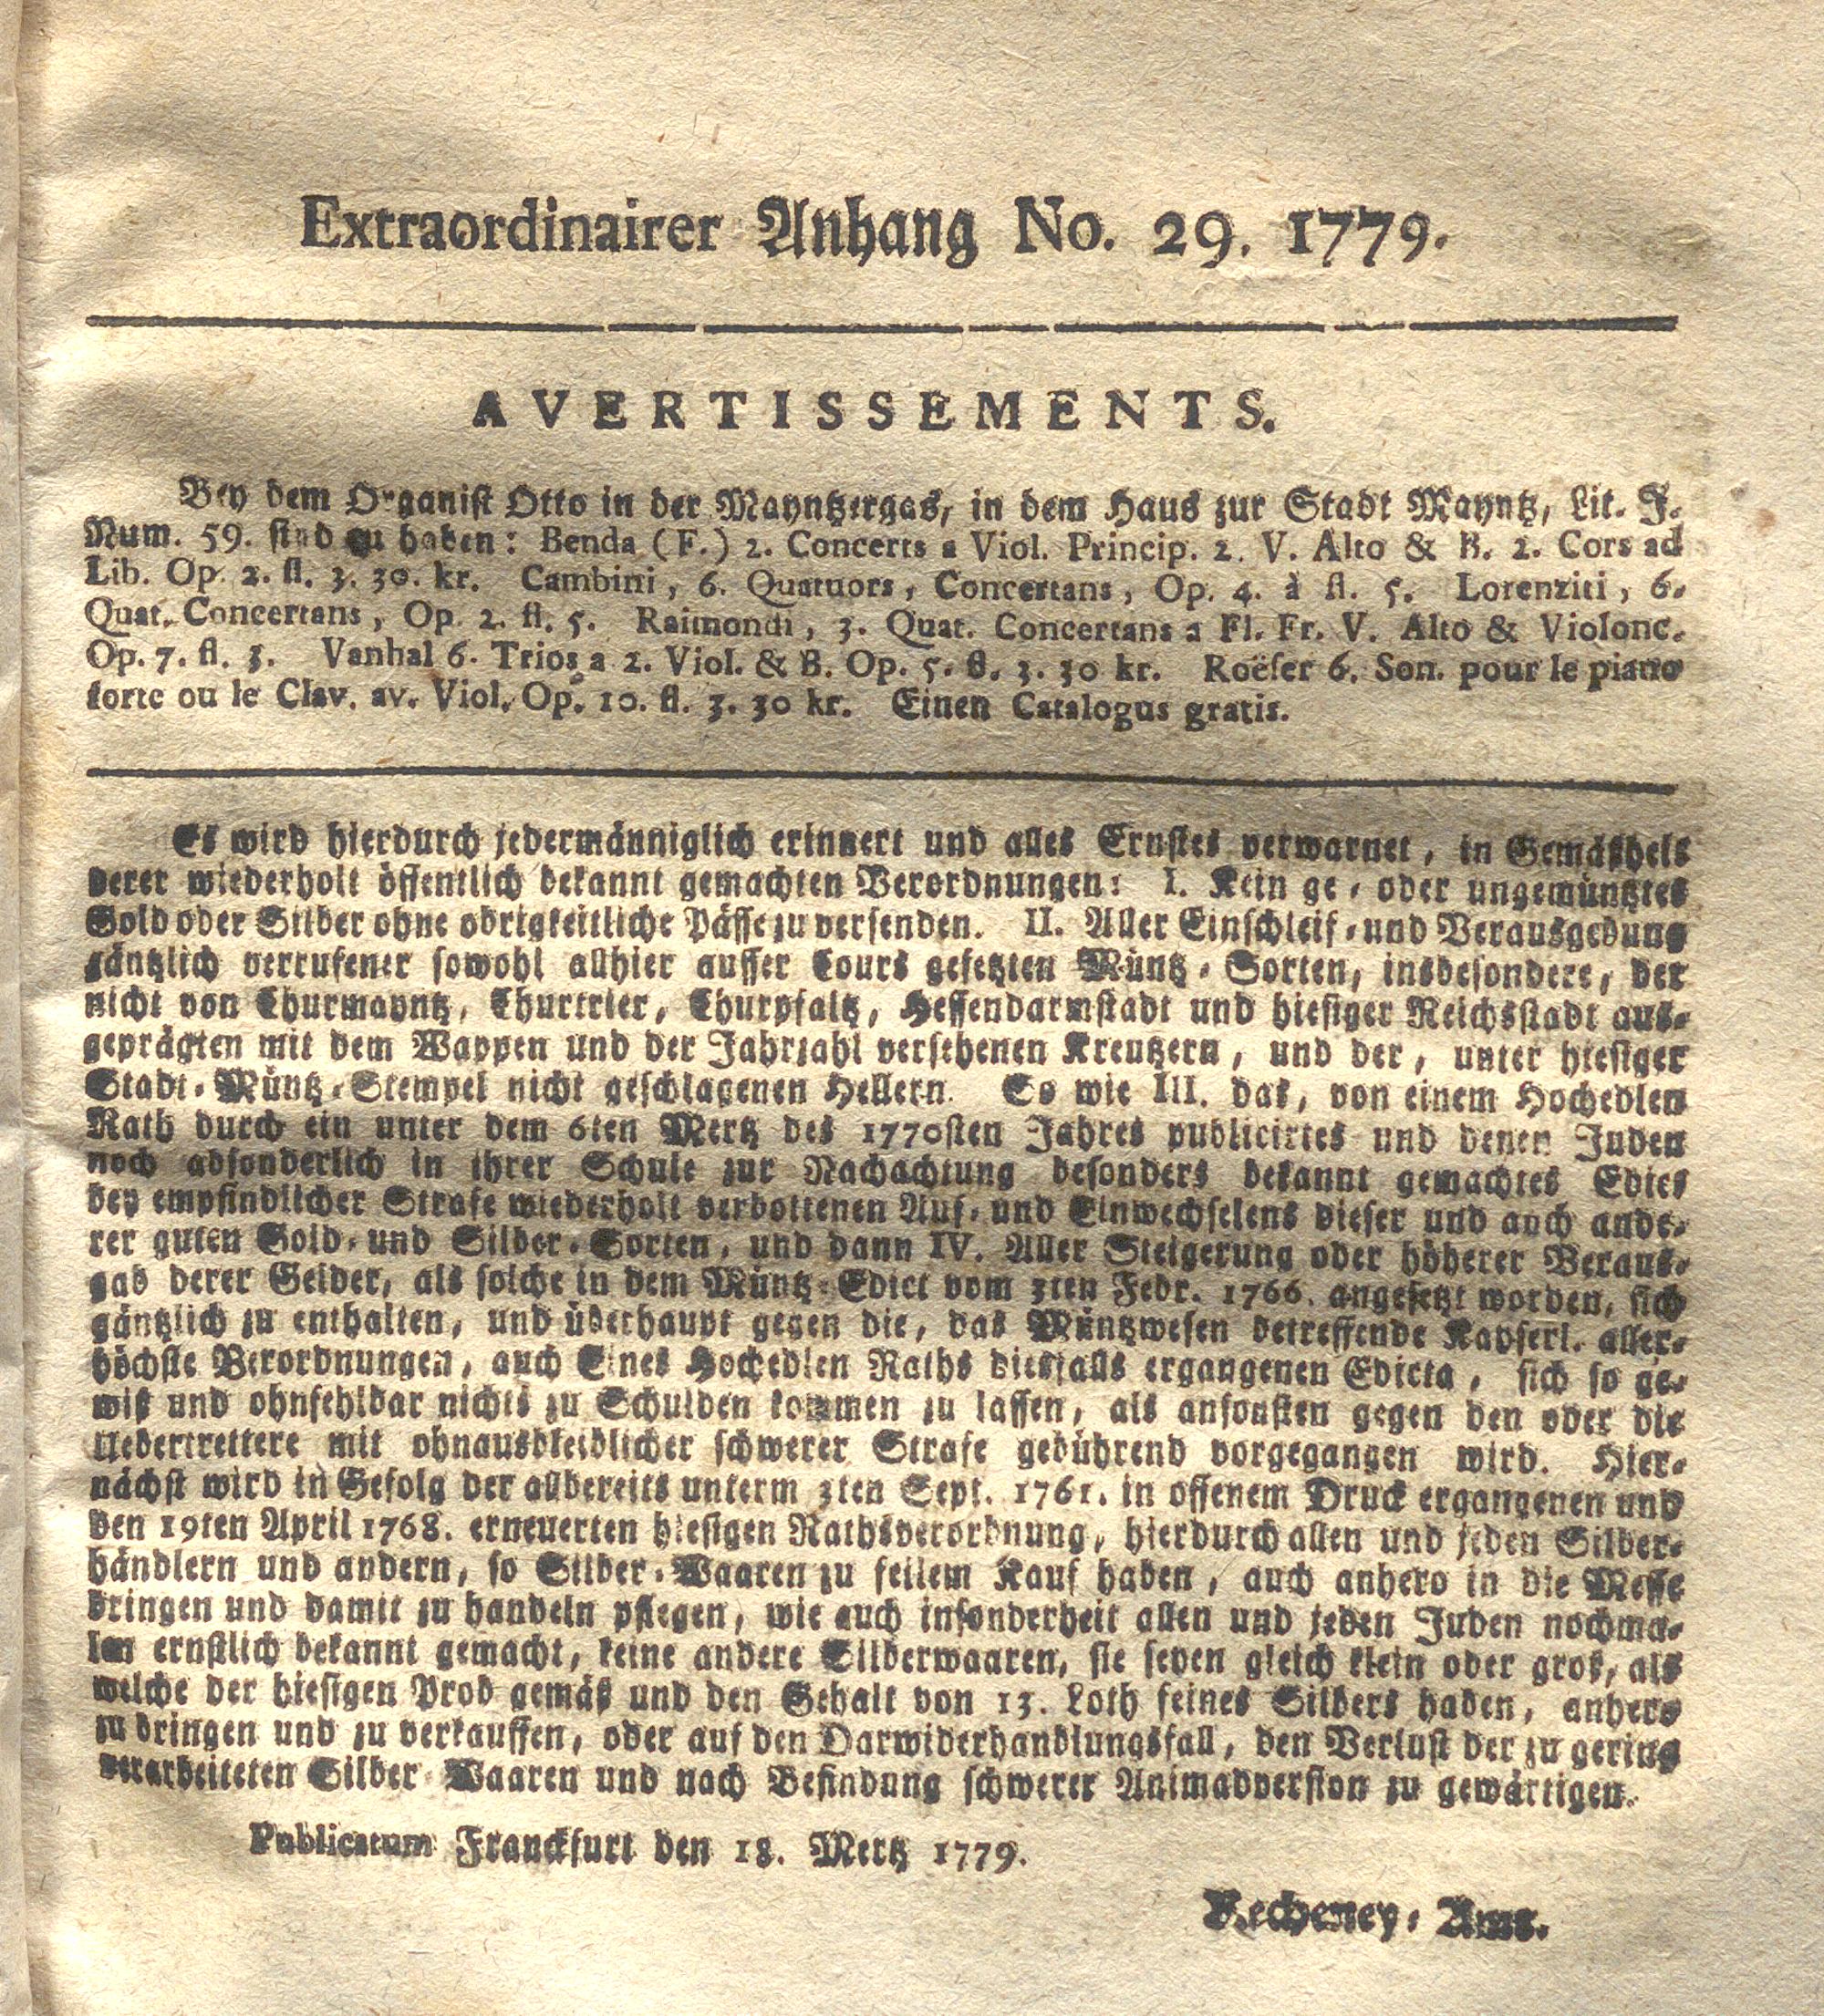 Extraordinairer Anhang No. 29. 1779.
AVERTISSEMENTS.
Bey dem Organist Otto in der Mayntzergas, in dem Haus zur Stadt Mayntz, Lit. J.
Num. 59. sind zu haben: Benda (F.) 2. Concerts a Viol. Princip. 2. V. Alto & B. 2. Cors ad
Lib. Op. 2. fl. 3. 30. kr. Cambini, 6. Quatuors, Concertans, Op. 4. à fl. 5. Lorenziti, 6.
Quat. Concertans, Op. 2. fl. 5. Raimondi, 3. Quat. Concertans a Fl. Fr. V. Alto & Violonc.
Op. 7. fl. 3. Vanhal 6. Trios a 2. Viol. & B. Op. 5. fl. 3. 30 kr. Roëser 6. Son. pour le piano
forte ou le Clav. av. Viol. Op. 10. fl. 3. 30 kr. Einen Catalogus gratis.
Es wird hierdurch jedermänniglich erinnert und alles Ernstes verwarnet, in Gemäßheit
derer wiederholt öffentlich bekannt gemachten Verordnungen: I. Kein ge- oder ungemüntztes
Gold oder Silber ohne obrigkeitliche Pässe zu versenden. II. Aller Einschleif- und Verausgebung
gäntzlich verrufener sowohl allhier ausser Cours gesetzten Müntz-Sorten, insbesondere, der
nicht von Churmayntz, Churtrier, Churpfaltz, Hessendarmstadt und hiesiger Reichsstadt aus-
geprägten mit dem Wappen und der Jahrzahl versehenen Kreutzern, und der, unter hiesiger
Stadt-Müntz-Stempel nicht geschlagenen Hellern. So wie III. das, von einem Hochedlen
Rath durch ein unter dem 6ten Mertz des 1770sten Jahres publicirtes und denen Juden
noch absonderlich in ihrer Schule zur Nachachtung besonders bekannt gemachtes Edict
bey empfindlicher Strafe wiederholt verbottenen Auf- und Einwechselens dieser und auch ande-
rer guten Gold- und Silber-Sorten, und dann IV. Aller Steigerung oder höherer Veraus-
gab derer Gelder, als solche in dem Müntz-Edict vom 3ten Febr. 1766. angesetzt worden, sich
gäntzlich zu enthalten, und überhaupt gegen die, das Müntzwesen betreffende Kayserl. aller-
höchste Verordnungen, auch Eines Hochedlen Raths diesfalls ergangenen Edicta, sich so ge-
wiß und ohnfehlbar nichts zu Schulden kommen zu lassen, als ansonsten gegen den oder die
Uebertrettere mit ohnausbleiblicher schwerer Strafe gebührend vorgegangen wird. Hier-
nächst wird in Gefolg der allbereits unterm 3ten Sept. 1761. in offenem Druck ergangenen und
den 19ten April 1768. erneuerten hiesigen Rathsverordnung, hierdurch allen und jeden Silber-
händlern und andern, so Silber-Waaren zu feilem Kauf haben, auch anhero in die Messe
bringen und damit zu handeln pflegen, wie auch insonderheit allen und jeden Juden nochma-
len ernstlich bekannt gemacht, keine andere Silberwaaren, sie seyen gleich klein oder groß, als
welche der hiesigen Prob gemäß und den Gehalt von 13. Loth feines Silbers haben, anhero
zu bringen und zu verkauffen, oder auf den Darwiderhandlungsfall, den Verlust der zu gering
verarbeiteten Silber-Waaren und nach Befindung schwerer Animadversion zu gewärtigen.
Publicatum Franckfurt den 18. Mertz 1779.
Recheney-Amt.